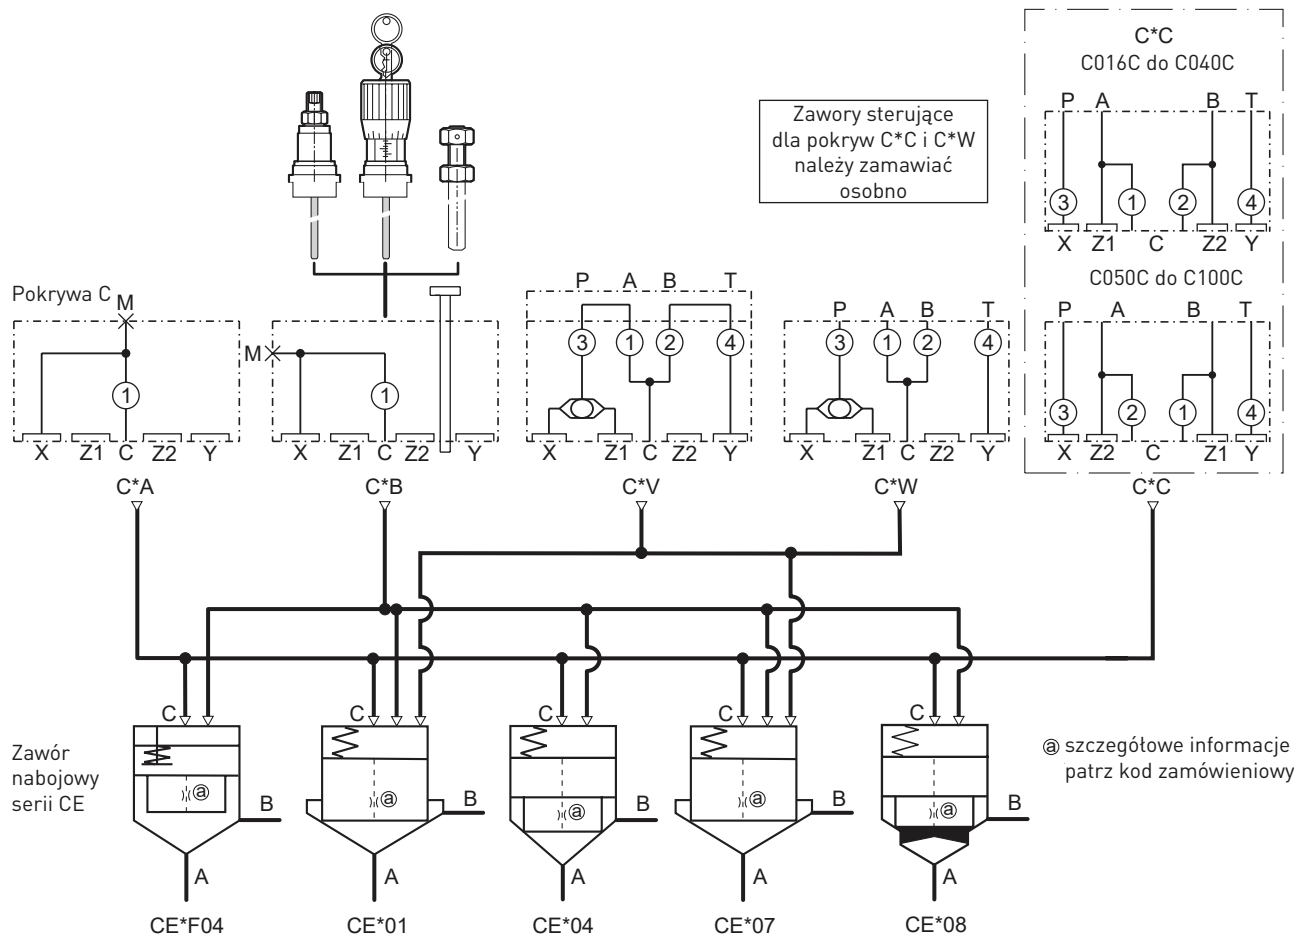 C*C
C016C do C040C
P A B T
3 1 2 4
X Z1 C Z2 Y
C050C do C100C
P A B T
3 2 1 4
X Z2 C Z1 Y
C*C
Zawory sterujące
dla pokryw C*C i C*W
należy zamawiać
osobno
Pokrywa C
M
1
X Z1 C Z2 Y
C*A
M
1
X Z1 C Z2 Y
C*B
P A B T
3 1 2 4
X Z1 C Z2 Y
C*V
P A B T
3 1 2 4
X Z1 C Z2 Y
C*W
Zawór
nabojowy
serii CE
C
a
B
A
CE*F04
C
a
B
A
CE*01
C
a
B
A
CE*04
C
a
B
A
CE*07
C
a
B
A
CE*08
a szczegółowe informacje
patrz kod zamówieniowy